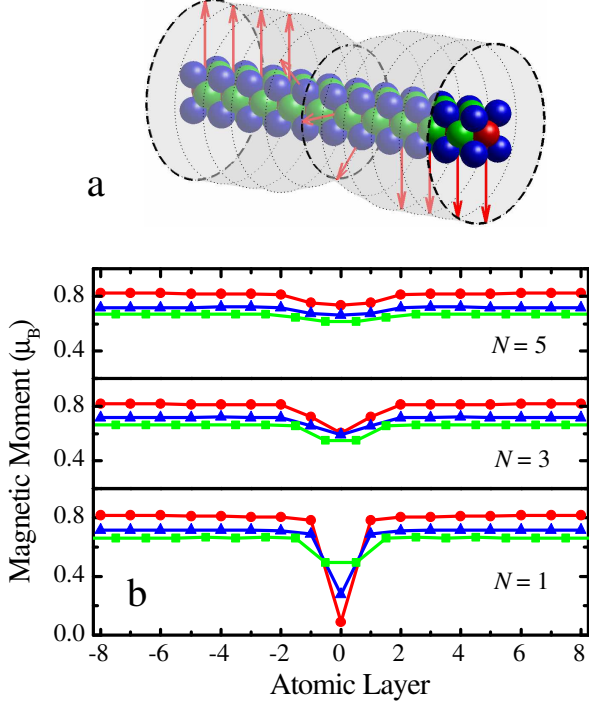 a
Magnetic Moment (μB)
0.8
0.4
N = 5
0.8
0.4
N = 3
0.8
0.4
0.0
b
N = 1
-8 -6 -4 -2 0 2 4 6 8
Atomic Layer